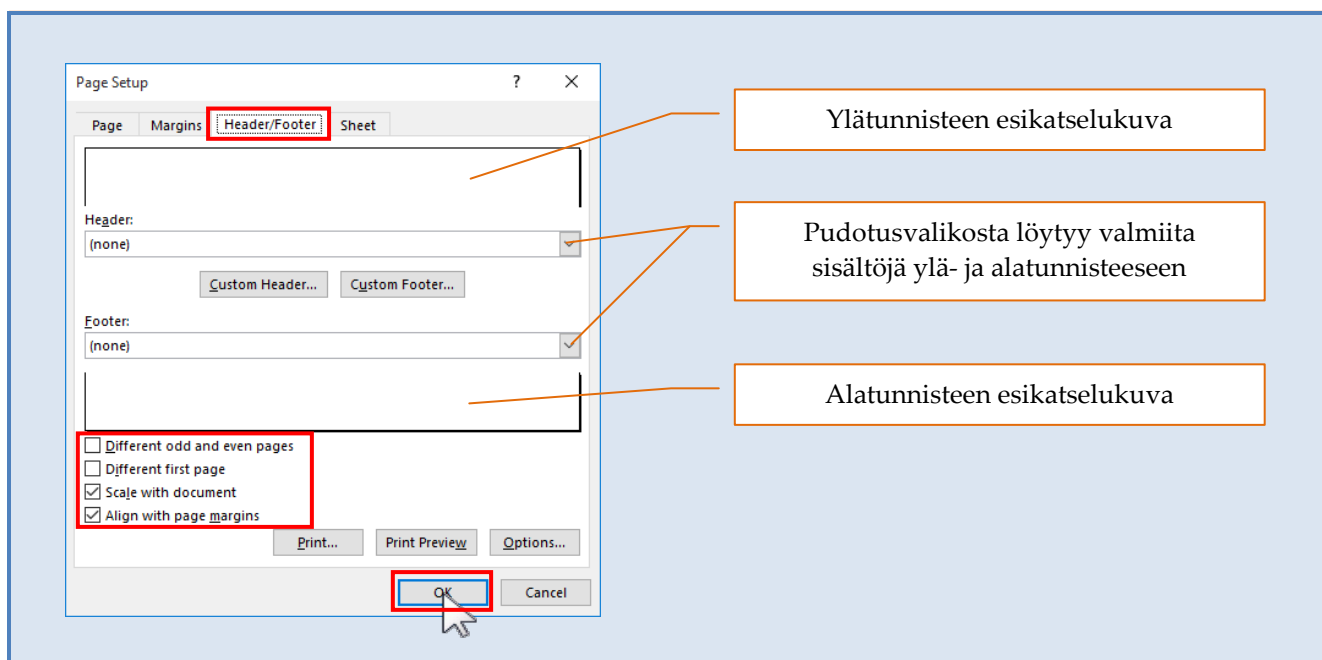 Page Setup ?
Page Margins Header/Footer Sheet
Ylätunnisteen esikatselukuva
Header:
(none)
Pudotusvalikosta löytyy valmiita
sisältöjä ylä- ja alatunnisteeseen
Custom Header... Custom Footer...
Footer:
(none)
Alatunnisteen esikatselukuva
Different odd and even pages
Different first page
Scale with document
Align with page margins
Print... Print Preview Options...
OK Cancel